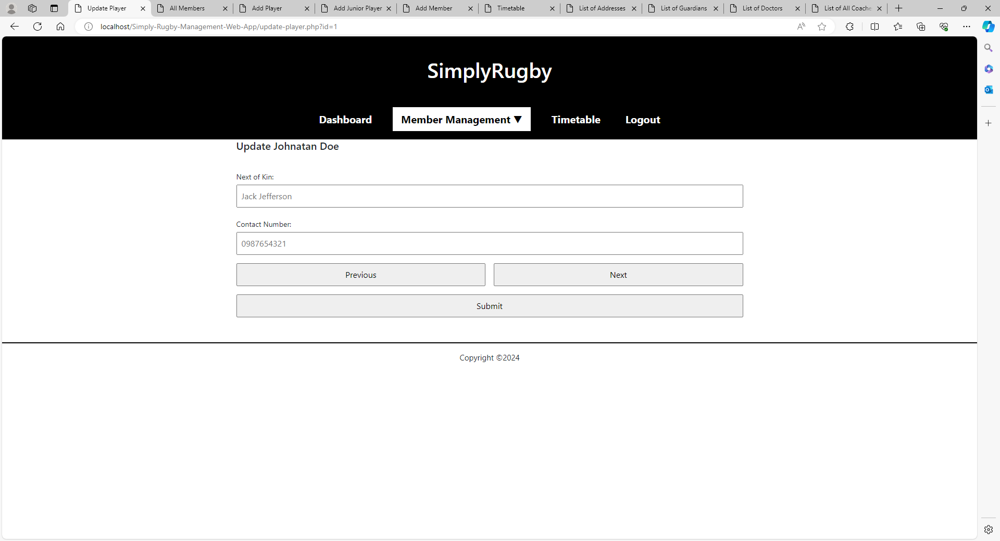 Update Player
All Members
Add Player
Add Junior Player
Add Member
Timetable
List of Addresses
List of Guardians
List of Doctors
List of All Coache
localhost/Simply-Rugby-Management-Web-App/update-player.php?id=1
SimplyRugby
Dashboard Member Management ▼ Timetable Logout
Update Johnatan Doe
Next of Kin:
Jack Jefferson
Contact Number:
0987654321
Previous Next
Submit
Copyright ©2024